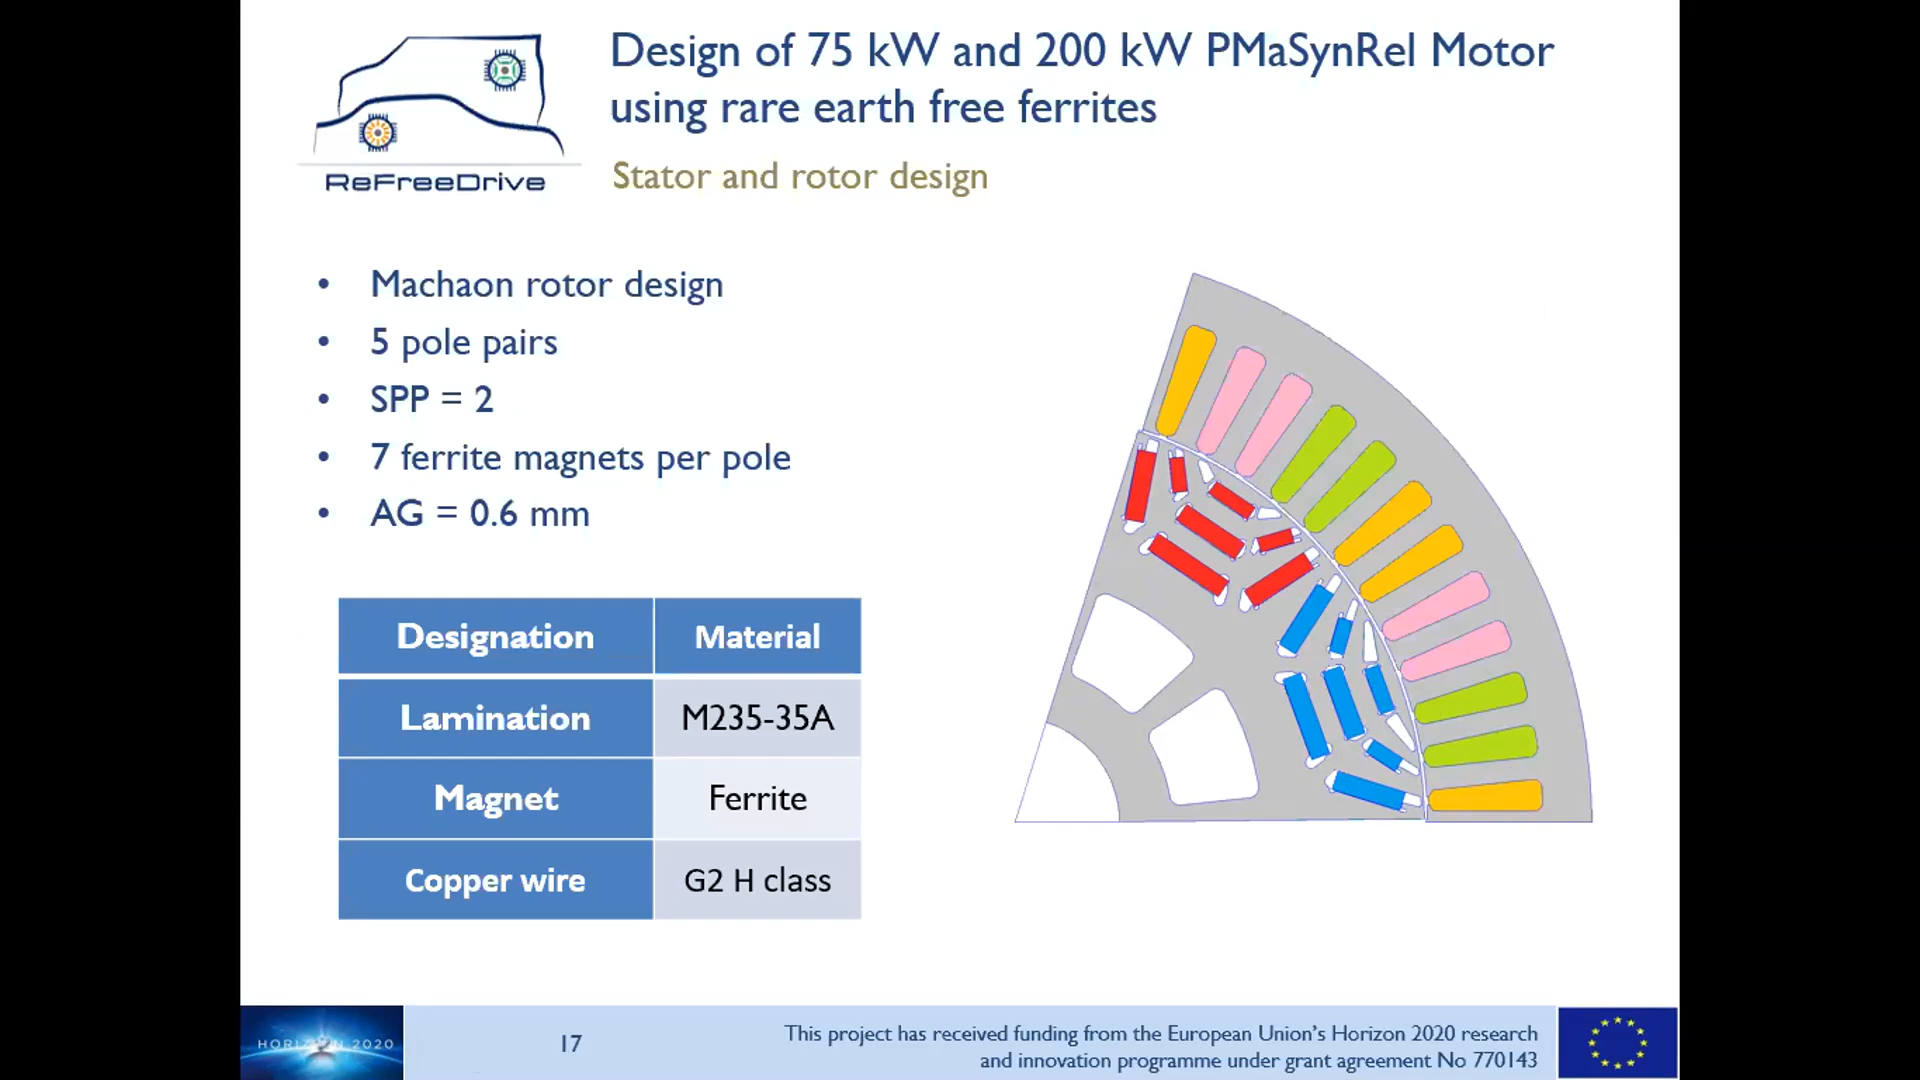 Design of 75 kW and 200 kW PMaSynRel Motor
using rare earth free ferrites
ReFreeDrive
Stator and rotor design
• Machaon rotor design
• 5 pole pairs
• SPP = 2
• 7 ferrite magnets per pole
• AG = 0.6 mm
Designation Material
Lamination M235-35A
Magnet Ferrite
Copper wire G2 H class
HORIZON 2020
17
This project has received funding from the European Union's Horizon 2020 research
and innovation programme under grant agreement No 770143